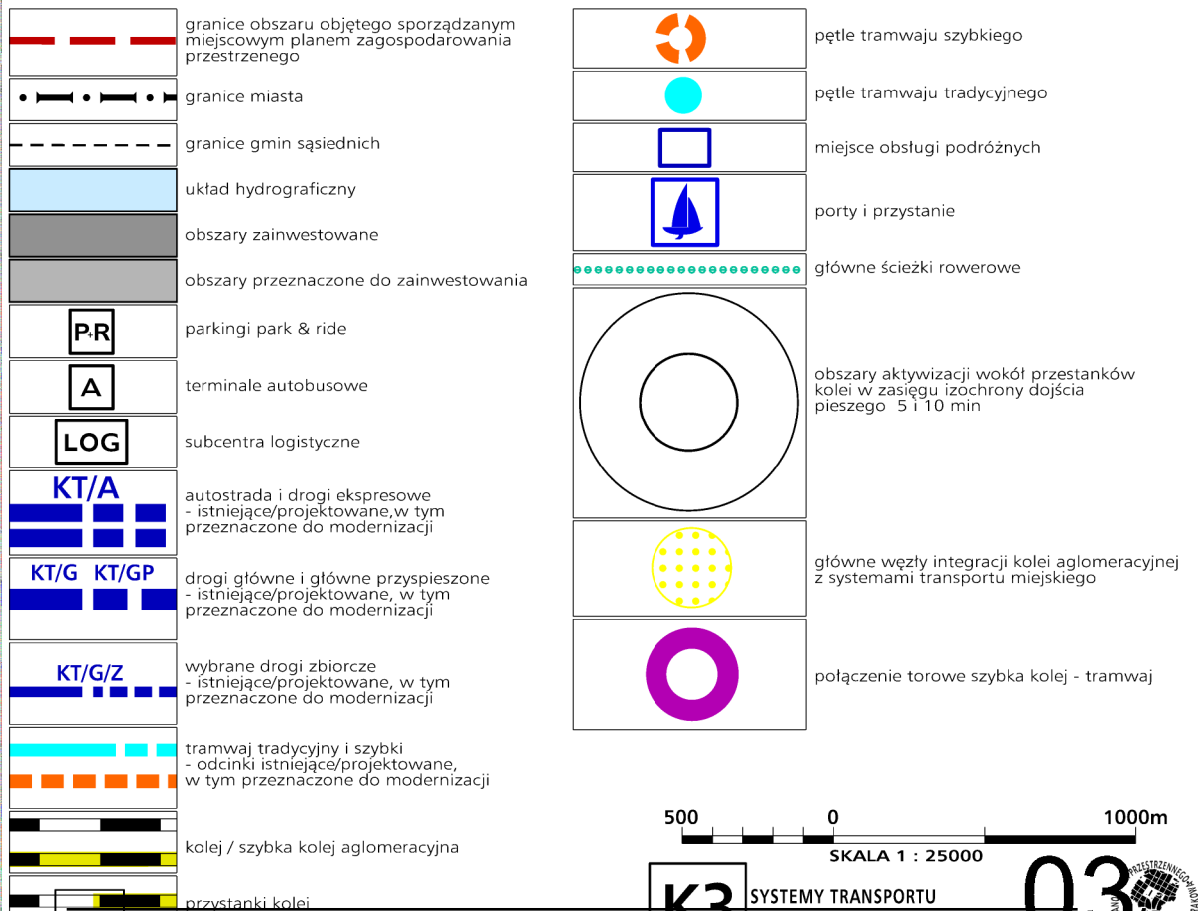 granice obszaru objętego sporządzanym
miejscowym planem zagospodarowania
przestrzenego
granice miasta
granice gmin sąsiednich
układ hydrograficzny
obszary zainwestowane
obszary przeznaczone do zainwestowania
P+R
parkingi park & ride
A
terminale autobusowe
LOG
subcentra logistyczne
KT/A
autostrada i drogi ekspresowe
- istniejące/projektowane,w tym
przeznaczone do modernizacji
KT/G KT/GP
drogi główne i główne przyspieszone
- istniejące/projektowane, w tym
przeznaczone do modernizacji
KT/G/Z
wybrane drogi zbiorcze
- istniejące/projektowane, w tym
przeznaczone do modernizacji
tramwaj tradycyjny i szybki
- odcinki istniejące/projektowane,
w tym przeznaczone do modernizacji
kolej / szybka kolej aglomeracyjna
przystanki kolei
pętle tramwaju szybkiego
pętle tramwaju tradycyjnego
miejsce obsługi podróżnych
porty i przystanie
główne ścieżki rowerowe
obszary aktywizacji wokół przestanków
kolei w zasięgu izochrony dojścia
pieszego 5 i 10 min
główne węzły integracji kolei aglomeracyjnej
z systemami transportu miejskiego
połączenie torowe szybka kolej - tramwaj
500 0 1000m
SKALA 1 : 25000
K3 SYSTEMY TRANSPORTU 03